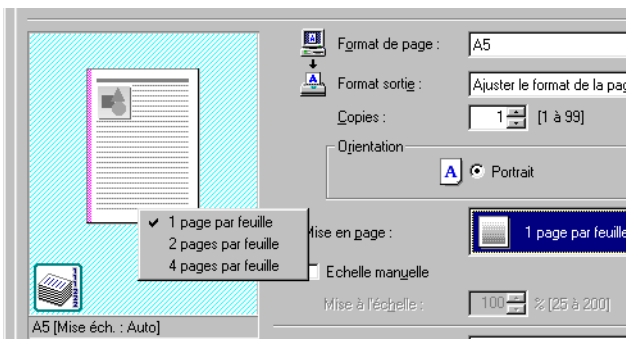 Format de page :
A5
Format sortie :
Ajuster le format de la pag
Copies :
1
[1 à 99]
Orientation
A
Portrait
1 page par feuille
2 pages par feuille
4 pages par feuille
Mise en page :
1 page par feuille
Echelle manuelle
Mise à l'échelle :
100
% [25 à 200]
A5 [Mise éch. : Auto]